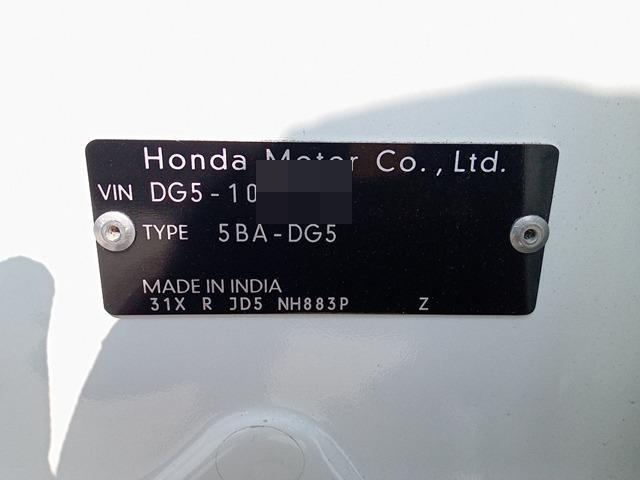 Honda Motor Co., Ltd.
VIN DG5-10
TYPE 5BA-DG5
MADE IN INDIA
31X R JD5 NH883P Z